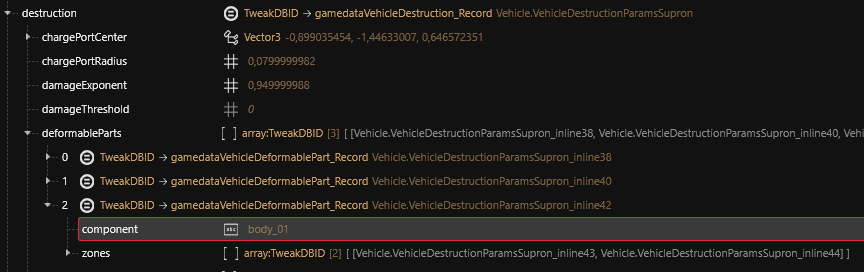 destruction TweakDBID → gamedataVehicleDestruction_Record Vehicle.VehicleDestructionParamsSupron
chargePortCenter Vector3 -0,899035454, -1,44633007, 0,646572351
chargePortRadius 0,0799999982
damageExponent 0,949999988
damageThreshold 0
deformableParts [ ] array:TweakDBID [3] [ [Vehicle.VehicleDestructionParamsSupron_inline38, Vehicle.VehicleDestructionParamsSupron_inline40, Veh
0 TweakDBID → gamedataVehicleDeformablePart_Record Vehicle.VehicleDestructionParamsSupron_inline38
1 TweakDBID → gamedataVehicleDeformablePart_Record Vehicle.VehicleDestructionParamsSupron_inline40
2 TweakDBID → gamedataVehicleDeformablePart_Record Vehicle.VehicleDestructionParamsSupron_inline42
component abc body_01
zones [ ] array:TweakDBID [2] [ [Vehicle.VehicleDestructionParamsSupron_inline43, Vehicle.VehicleDestructionParamsSupron_inline44] ]